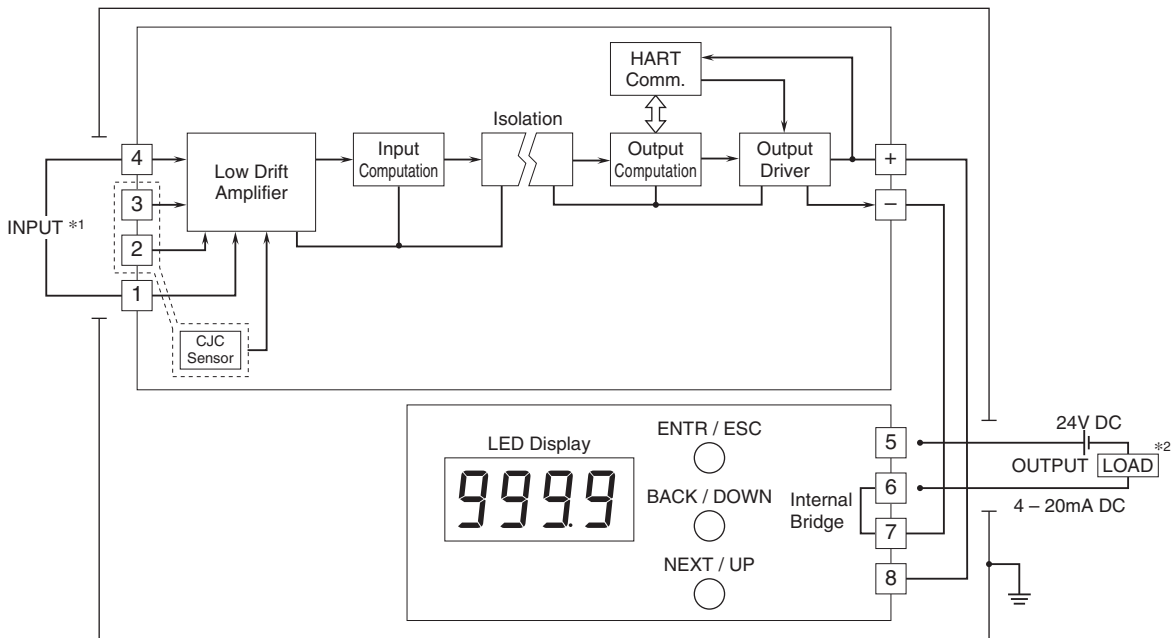 HART
Comm.
Isolation
4
3
2
1
INPUT *1
Low Drift
Amplifier
Input
Computation
Output
Computation
Output
Driver
+
–
CJC
Sensor
LED Display
999.9
ENTR / ESC
BACK / DOWN
NEXT / UP
Internal
Bridge
5
6
7
8
24V DC
OUTPUT
LOAD
*2
4 – 20mA DC